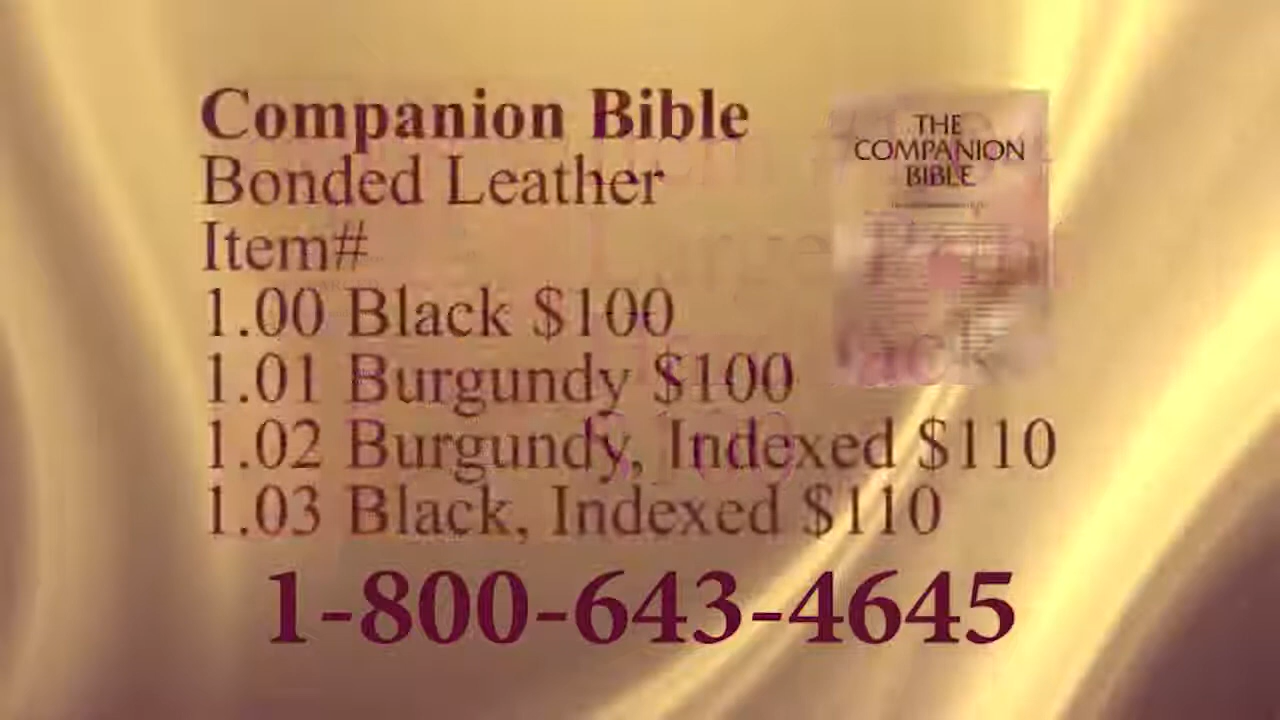 Companion Bible
Bonded Leather
Item#
1.00 Black $100
1.01 Burgundy $100
1.02 Burgundy, Indexed $110
1.03 Black, Indexed $110
1-800-643-4645
THE
COMPANION
BIBLE